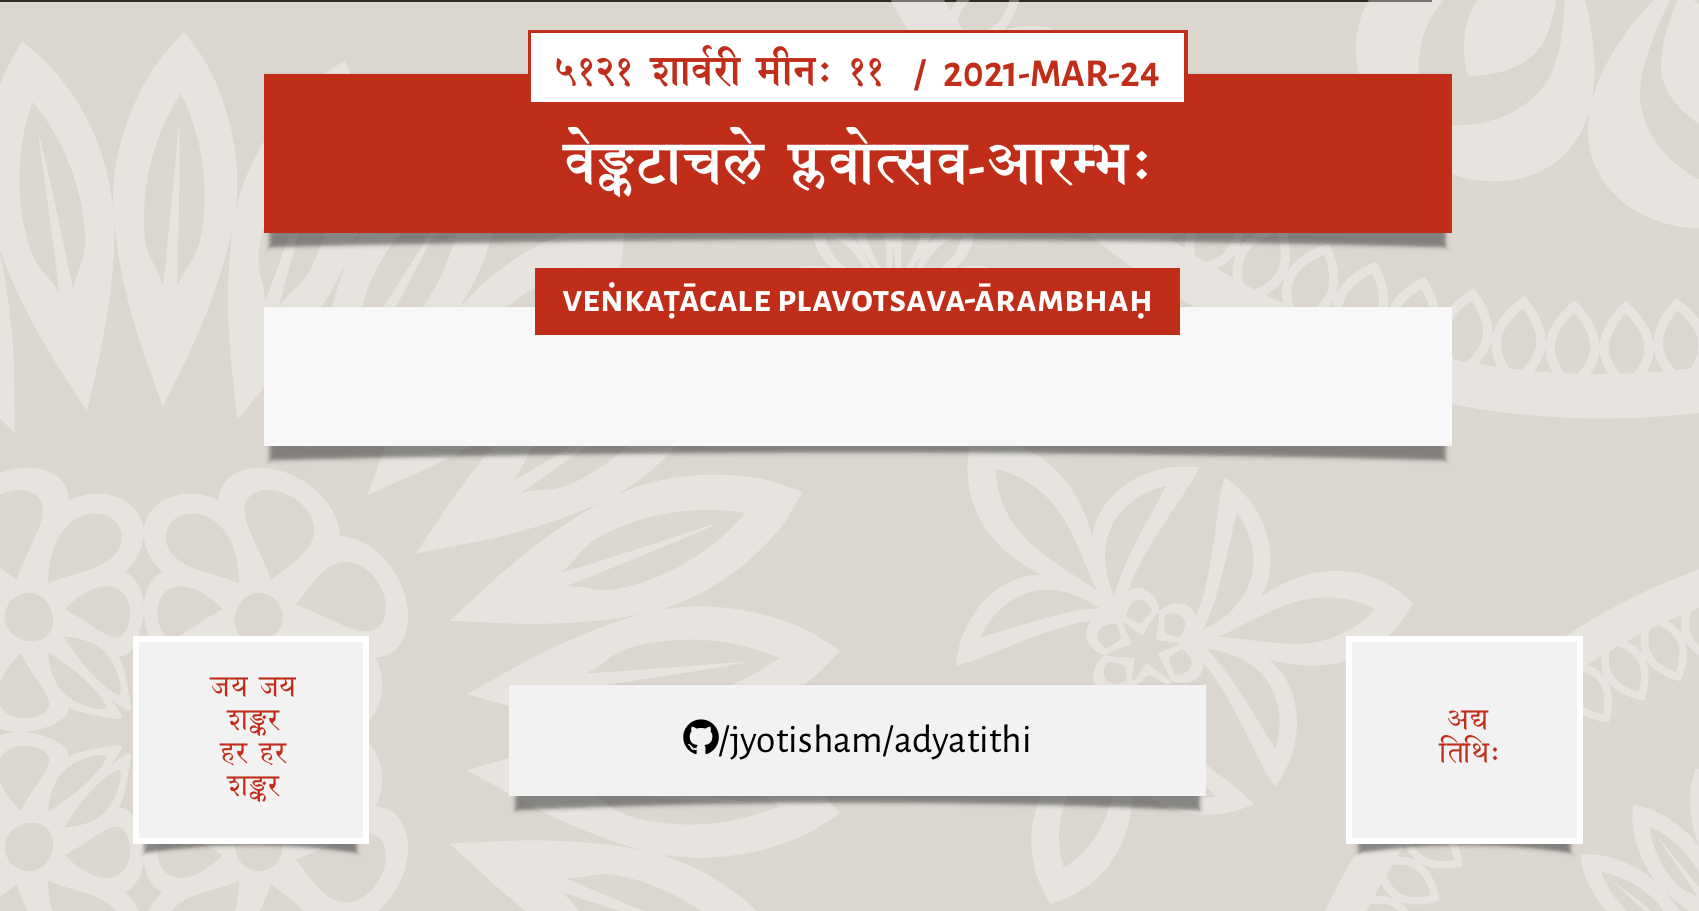 ५१२१ शार्वरी मीनः ११ / 2021-MAR-24
वेङ्कटाचले प्लवोत्सव-आरम्भः
VEṄKAṬĀCALE PLAVOTSAVA-ĀRAMBHAḤ
जय जय
शङ्कर
हर हर
शङ्कर
/jyotisham/adyatithi
अद्य
तिथिः